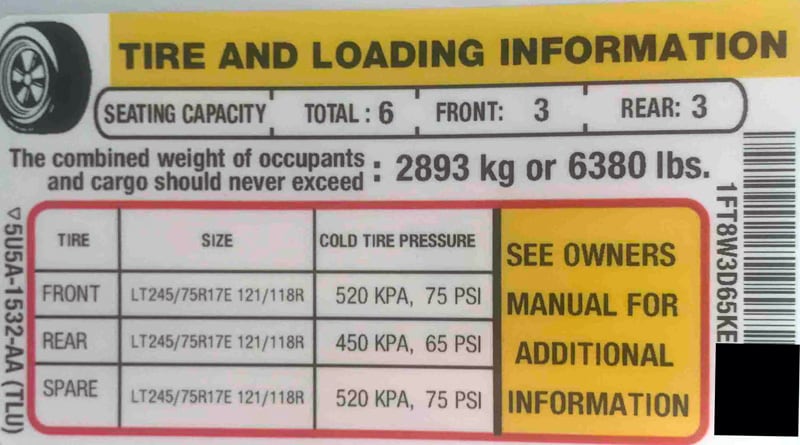 TIRE AND LOADING INFORMATION
SEATING CAPACITY TOTAL : 6 FRONT: 3 REAR: 3
The combined weight of occupants
and cargo should never exceed : 2893 kg or 6380 lbs.
TIRE SIZE COLD TIRE PRESSURE
FRONT LT245/75R17E 121/118R 520 KPA, 75 PSI
REAR LT245/75R17E 121/118R 450 KPA, 65 PSI
SPARE LT245/75R17E 121/118R 520 KPA, 75 PSI
SEE OWNERS
MANUAL FOR
ADDITIONAL
INFORMATION
▽5U5A-1532-AA (TLU)
1FT8W3D65KE